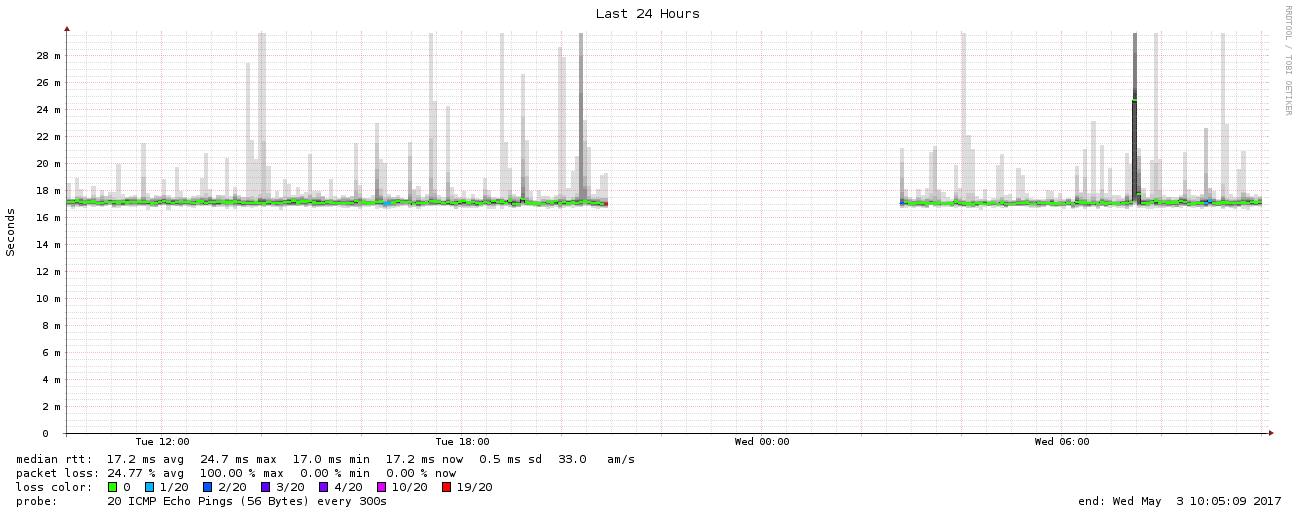 Last 24 Hours
RRDTOOL / TOBI OETIKER
Seconds
28 m
26 m
24 m
22 m
20 m
18 m
16 m
14 m
12 m
10 m
8 m
6 m
4 m
2 m
0
Tue 12:00 Tue 18:00 Wed 00:00 Wed 06:00
median rtt: 17.2 ms avg 24.7 ms max 17.0 ms min 17.2 ms now 0.5 ms sd 33.0 am/s
packet loss: 24.77 % avg 100.00 % max 0.00 % min 0.00 % now
loss color: 0 1/20 2/20 3/20 4/20 10/20 19/20
probe: 20 ICMP Echo Pings (56 Bytes) every 300s end: Wed May 3 10:05:09 2017